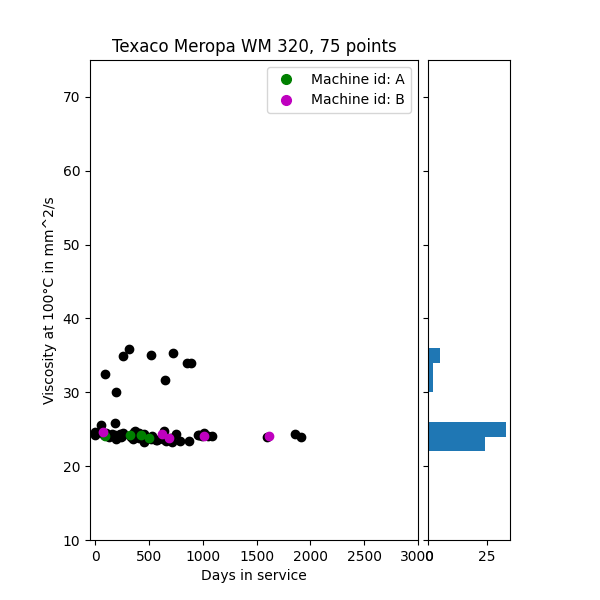 Texaco Meropa WM 320, 75 points
Machine id: A
Machine id: B
70
60
50
40
30
20
10
Viscosity at 100°C in mm^2/s
0 500 1000 1500 2000 2500 3000
0 25
Days in service